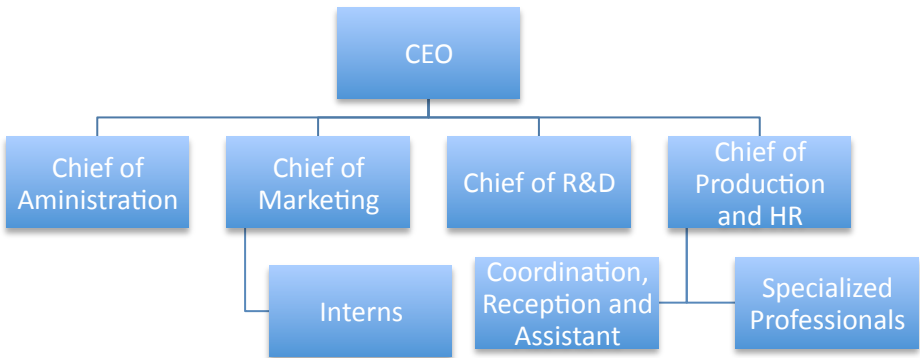 CEO
Chief of
Aministration
Chief of
Marketing
Chief of R&D
Chief of
Production
and HR
Interns
Coordination,
Reception and
Assistant
Specialized
Professionals